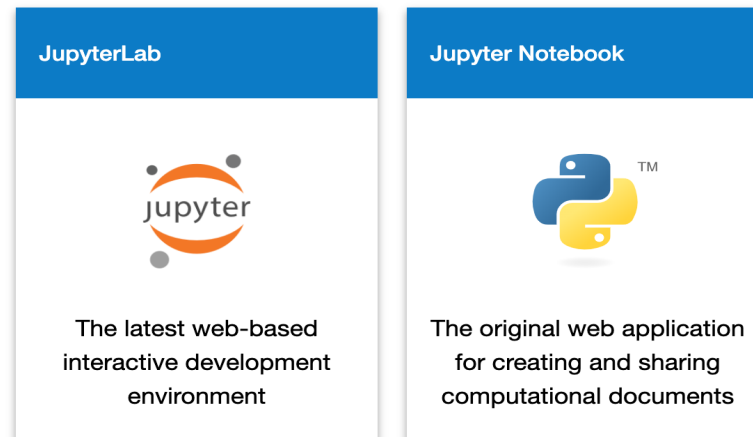 JupyterLab
jupyter
The latest web-based
interactive development
environment
Jupyter Notebook
TM
The original web application
for creating and sharing
computational documents